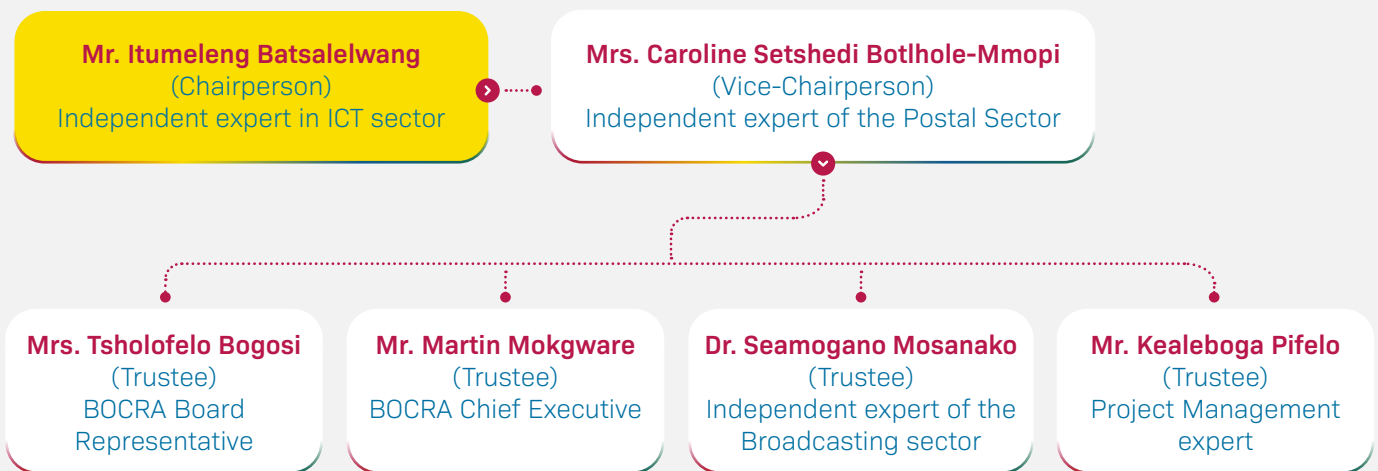 Mr. Itumeleng Batsalelwang
(Chairperson)
Independent expert in ICT sector
Mrs. Caroline Setshedi Botlhole-Mmopi
(Vice-Chairperson)
Independent expert of the Postal Sector
Mrs. Tsholofelo Bogosi
(Trustee)
BOCRA Board
Representative
Mr. Martin Mokgware
(Trustee)
BOCRA Chief Executive
Dr. Seamogano Mosanako
(Trustee)
Independent expert of the
Broadcasting sector
Mr. Kealeboga Pifelo
(Trustee)
Project Management
expert